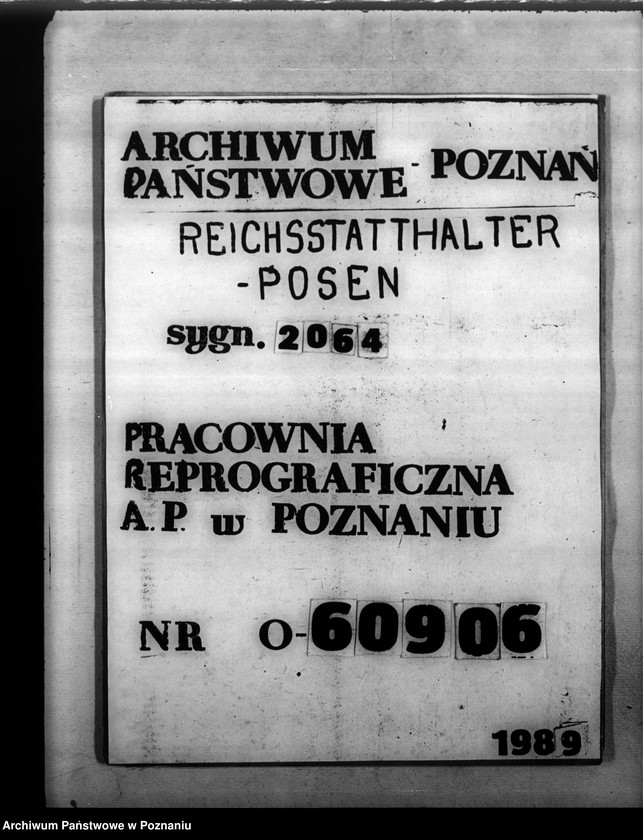 ARCHIWUM
PAŃSTWOWE - POZNAŃ
REICHSSTATTHALTER
-POSEN
sygn. 2064
PRACOWNIA
REPROGRAFICZNA
A.P. w POZNANIU
NR O-60906
1989
Archiwum Państwowe w Poznaniu